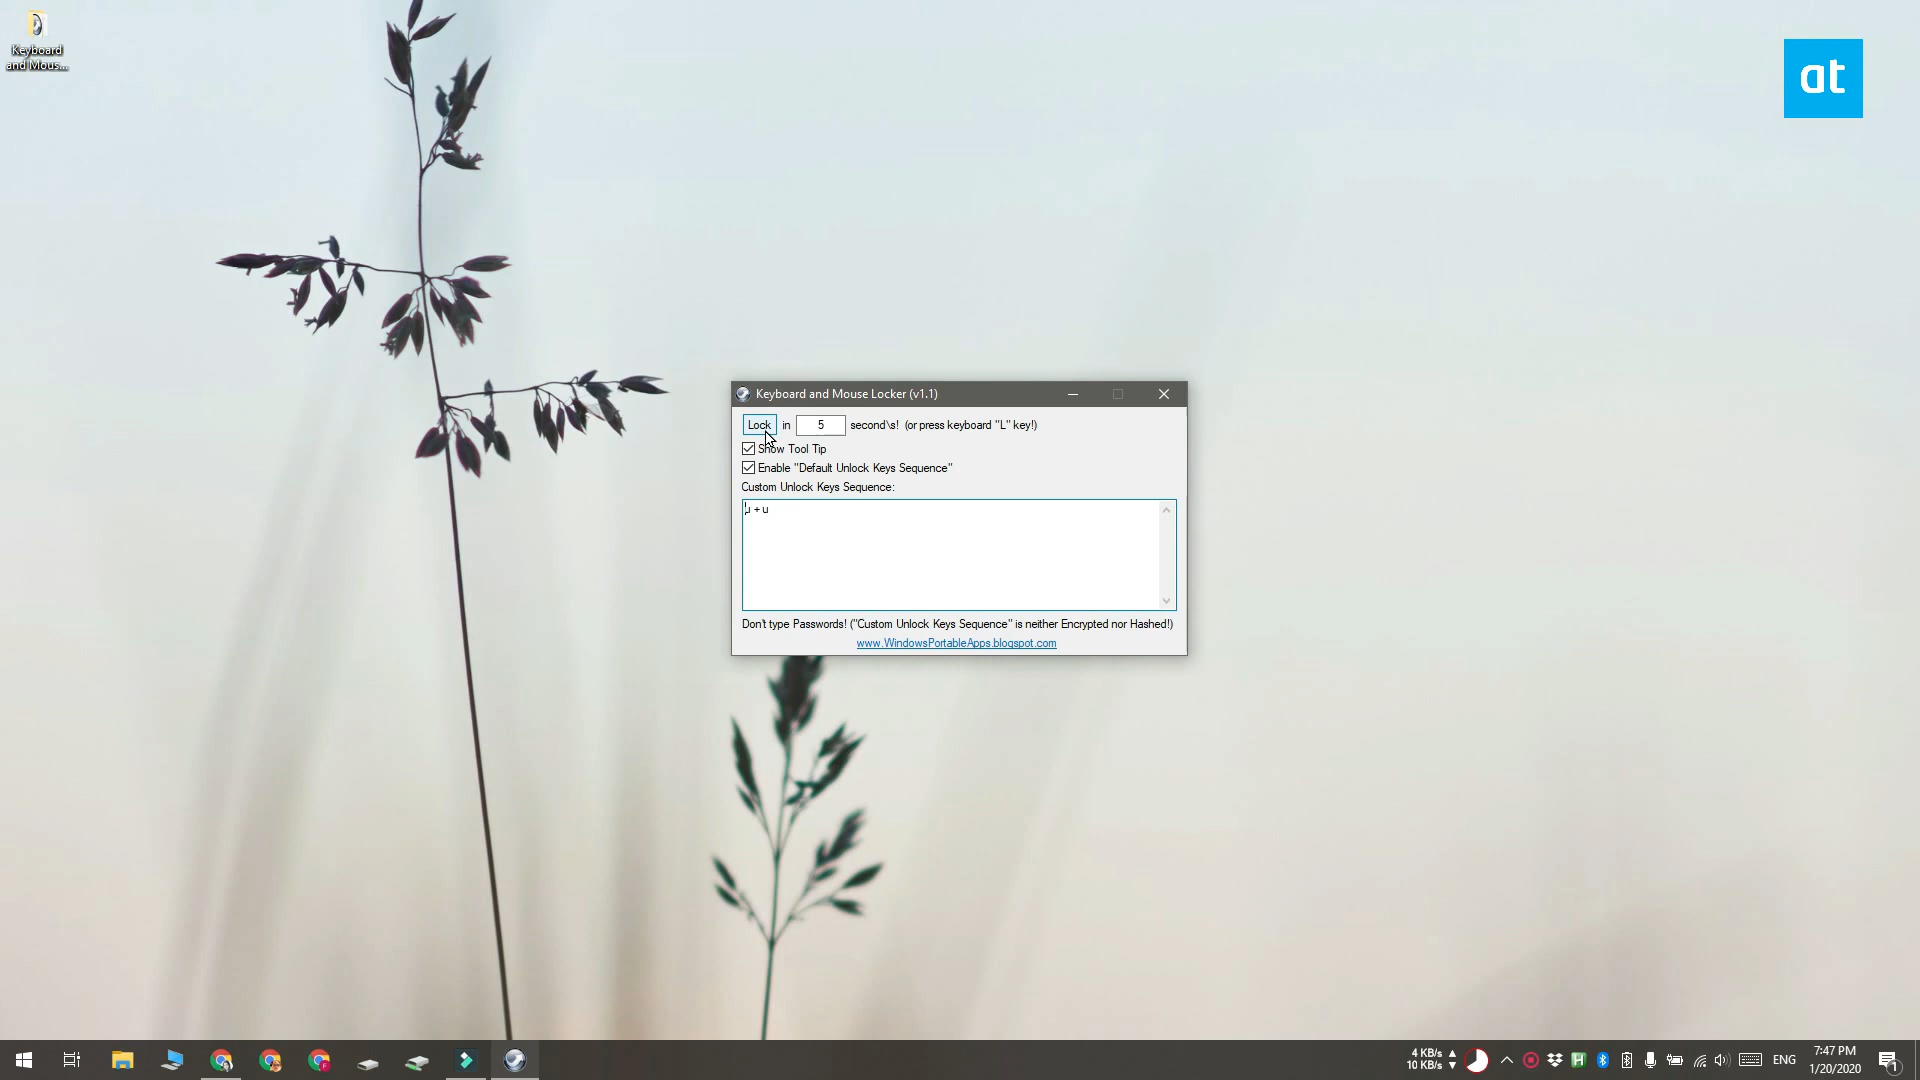 Keyboard
and Mous...
at
Keyboard and Mouse Locker (v1.1)
Lock in 5 second\s! (or press keyboard "L" key!)
Show Tool Tip
Enable "Default Unlock Keys Sequence"
Custom Unlock Keys Sequence:
u + u
Don't type Passwords! ("Custom Unlock Keys Sequence" is neither Encrypted nor Hashed!)
www.WindowsPortableApps.blogspot.com
4 KB/s
10 KB/s
ENG
7:47 PM
1/20/2020
1